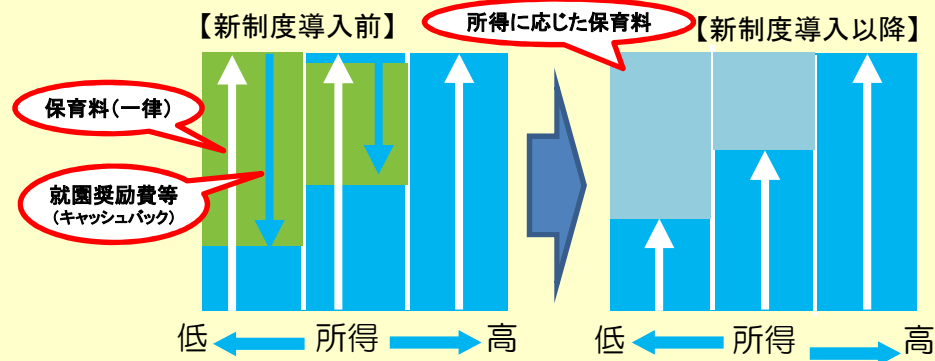 【新制度導入前】
所得に応じた保育料
【新制度導入以降】
保育料(一律)
就園奨励費等
(キャッシュバック)
低 所得 高
低 所得 高